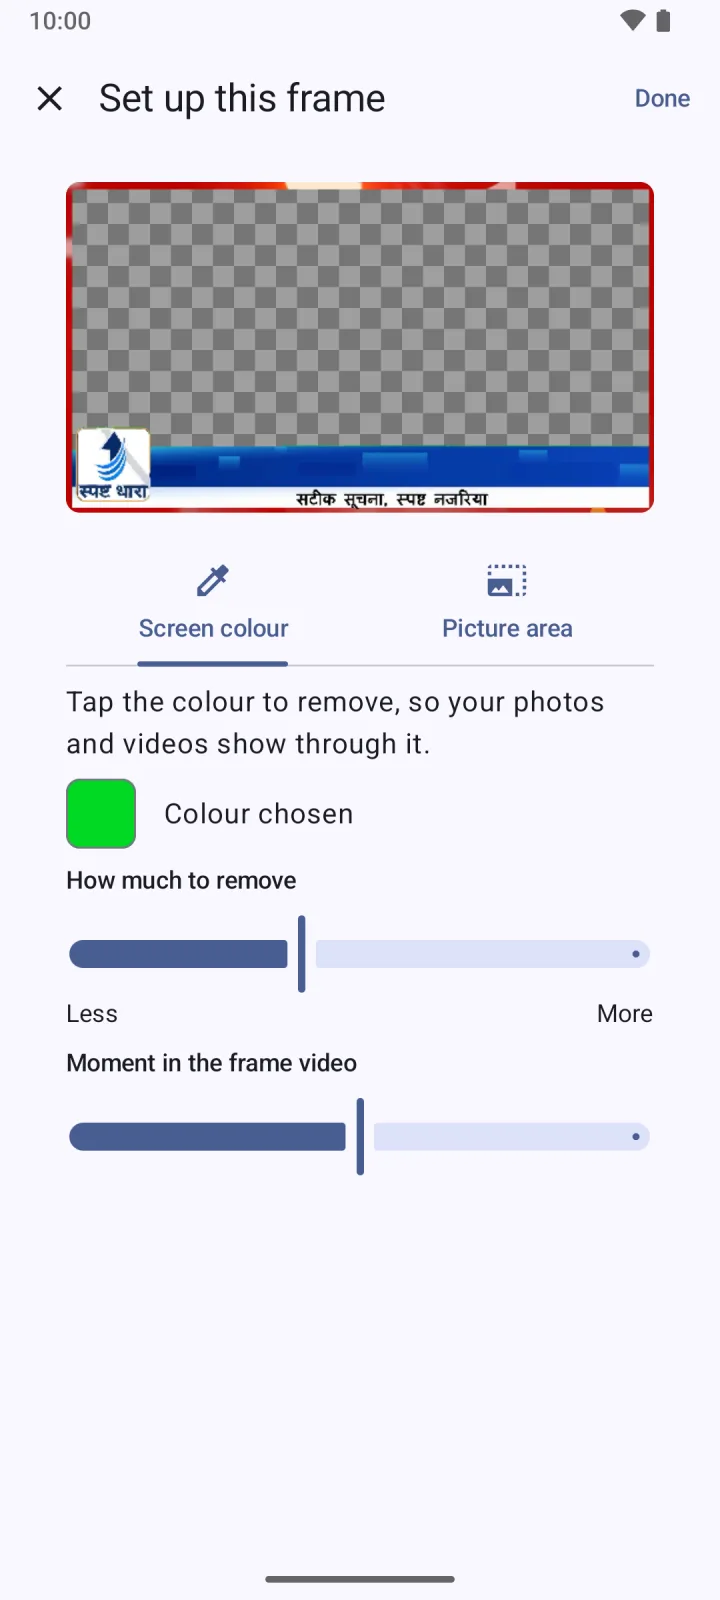 10:00
Set up this frame
Done
स्पष्ट धारा
सटीक सूचना, स्पष्ट नजरिया
Screen colour
Picture area
Tap the colour to remove, so your photos
and videos show through it.
Colour chosen
How much to remove
Less
More
Moment in the frame video